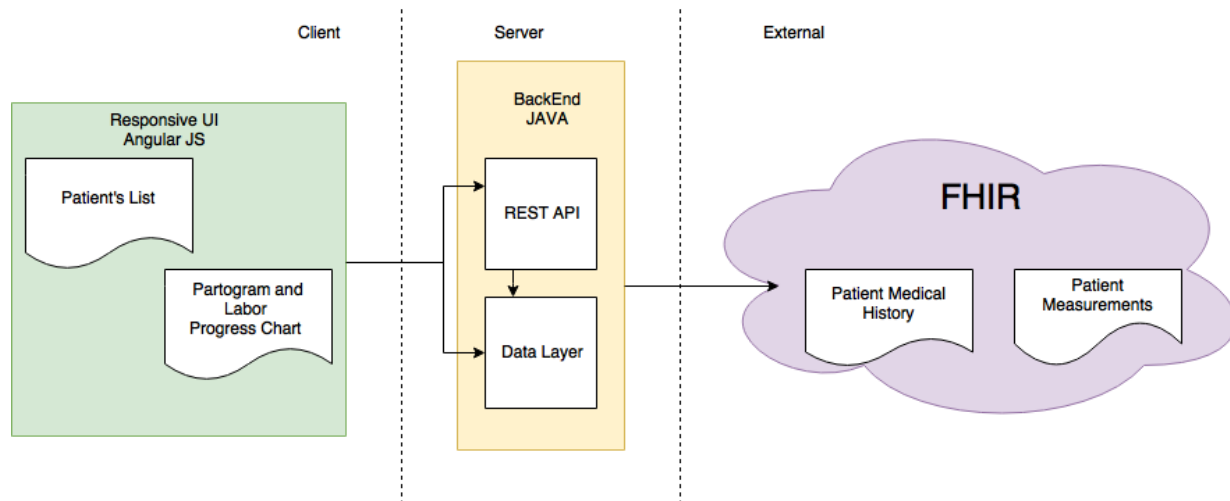 Client
Server
External
Responsive UI
Angular JS
Patient's List
Partogram and
Labor
Progress Chart
BackEnd
JAVA
REST API
Data Layer
FHIR
Patient Medical
History
Patient
Measurements